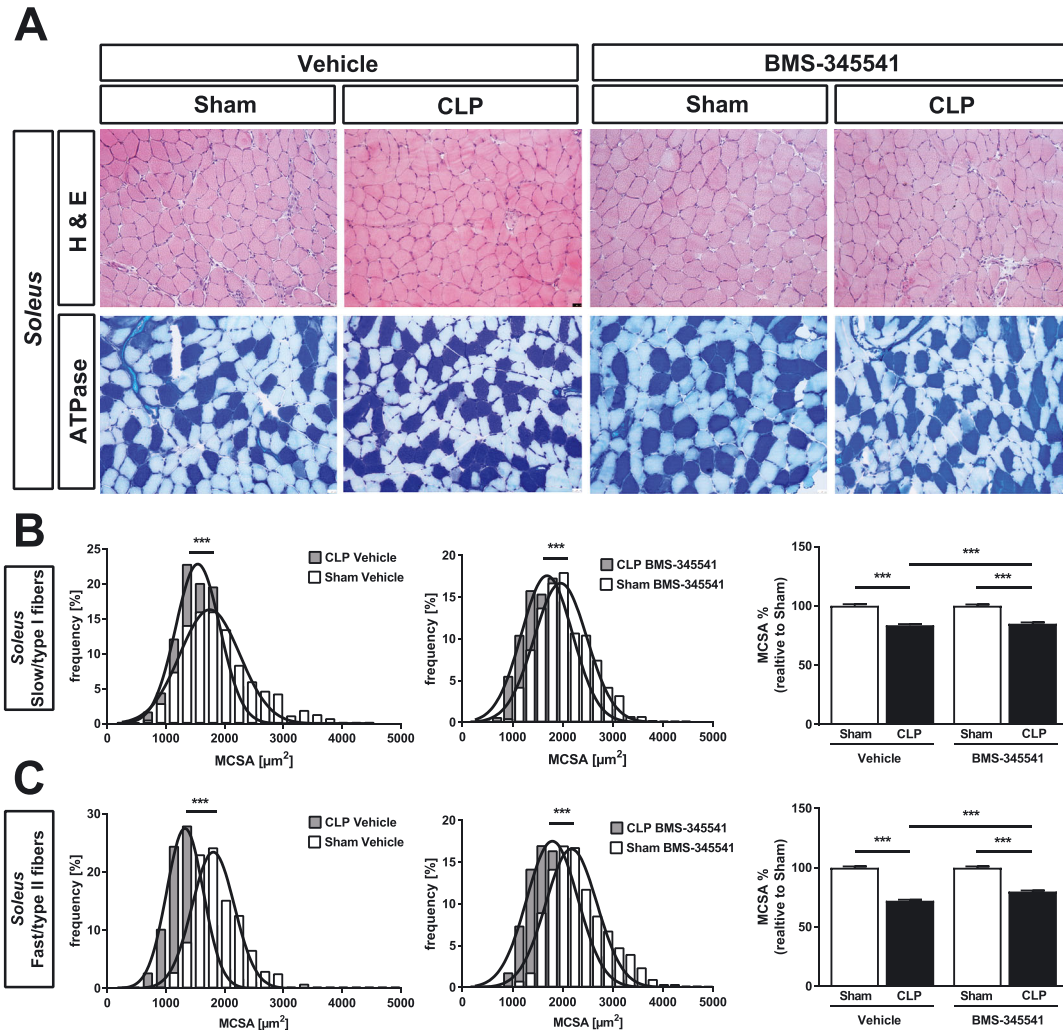 A
Vehicle
BMS-345541
Sham
CLP
Sham
CLP
Soleus
H & E
ATPase
B
Soleus
Slow/type I fibers
25
20
15
10
5
0
frequency [%]
***
CLP Vehicle
Sham Vehicle
0
1000
2000
3000
4000
5000
MCSA [µm²]
20
15
10
5
0
frequency [%]
***
CLP BMS-345541
Sham BMS-345541
0
1000
2000
3000
4000
5000
MCSA [µm²]
150
100
50
0
MCSA %
(realtive to Sham)
***
***
***
Sham CLP Sham CLP
Vehicle BMS-345541
C
Soleus
Fast/type II fibers
30
20
10
0
frequency [%]
***
CLP Vehicle
Sham Vehicle
0
1000
2000
3000
4000
5000
MCSA [µm²]
20
15
10
5
0
frequency [%]
***
CLP BMS-345541
Sham BMS-345541
0
1000
2000
3000
4000
5000
MCSA [µm²]
150
100
50
0
MCSA %
(realtive to Sham)
***
***
***
Sham CLP Sham CLP
Vehicle BMS-345541